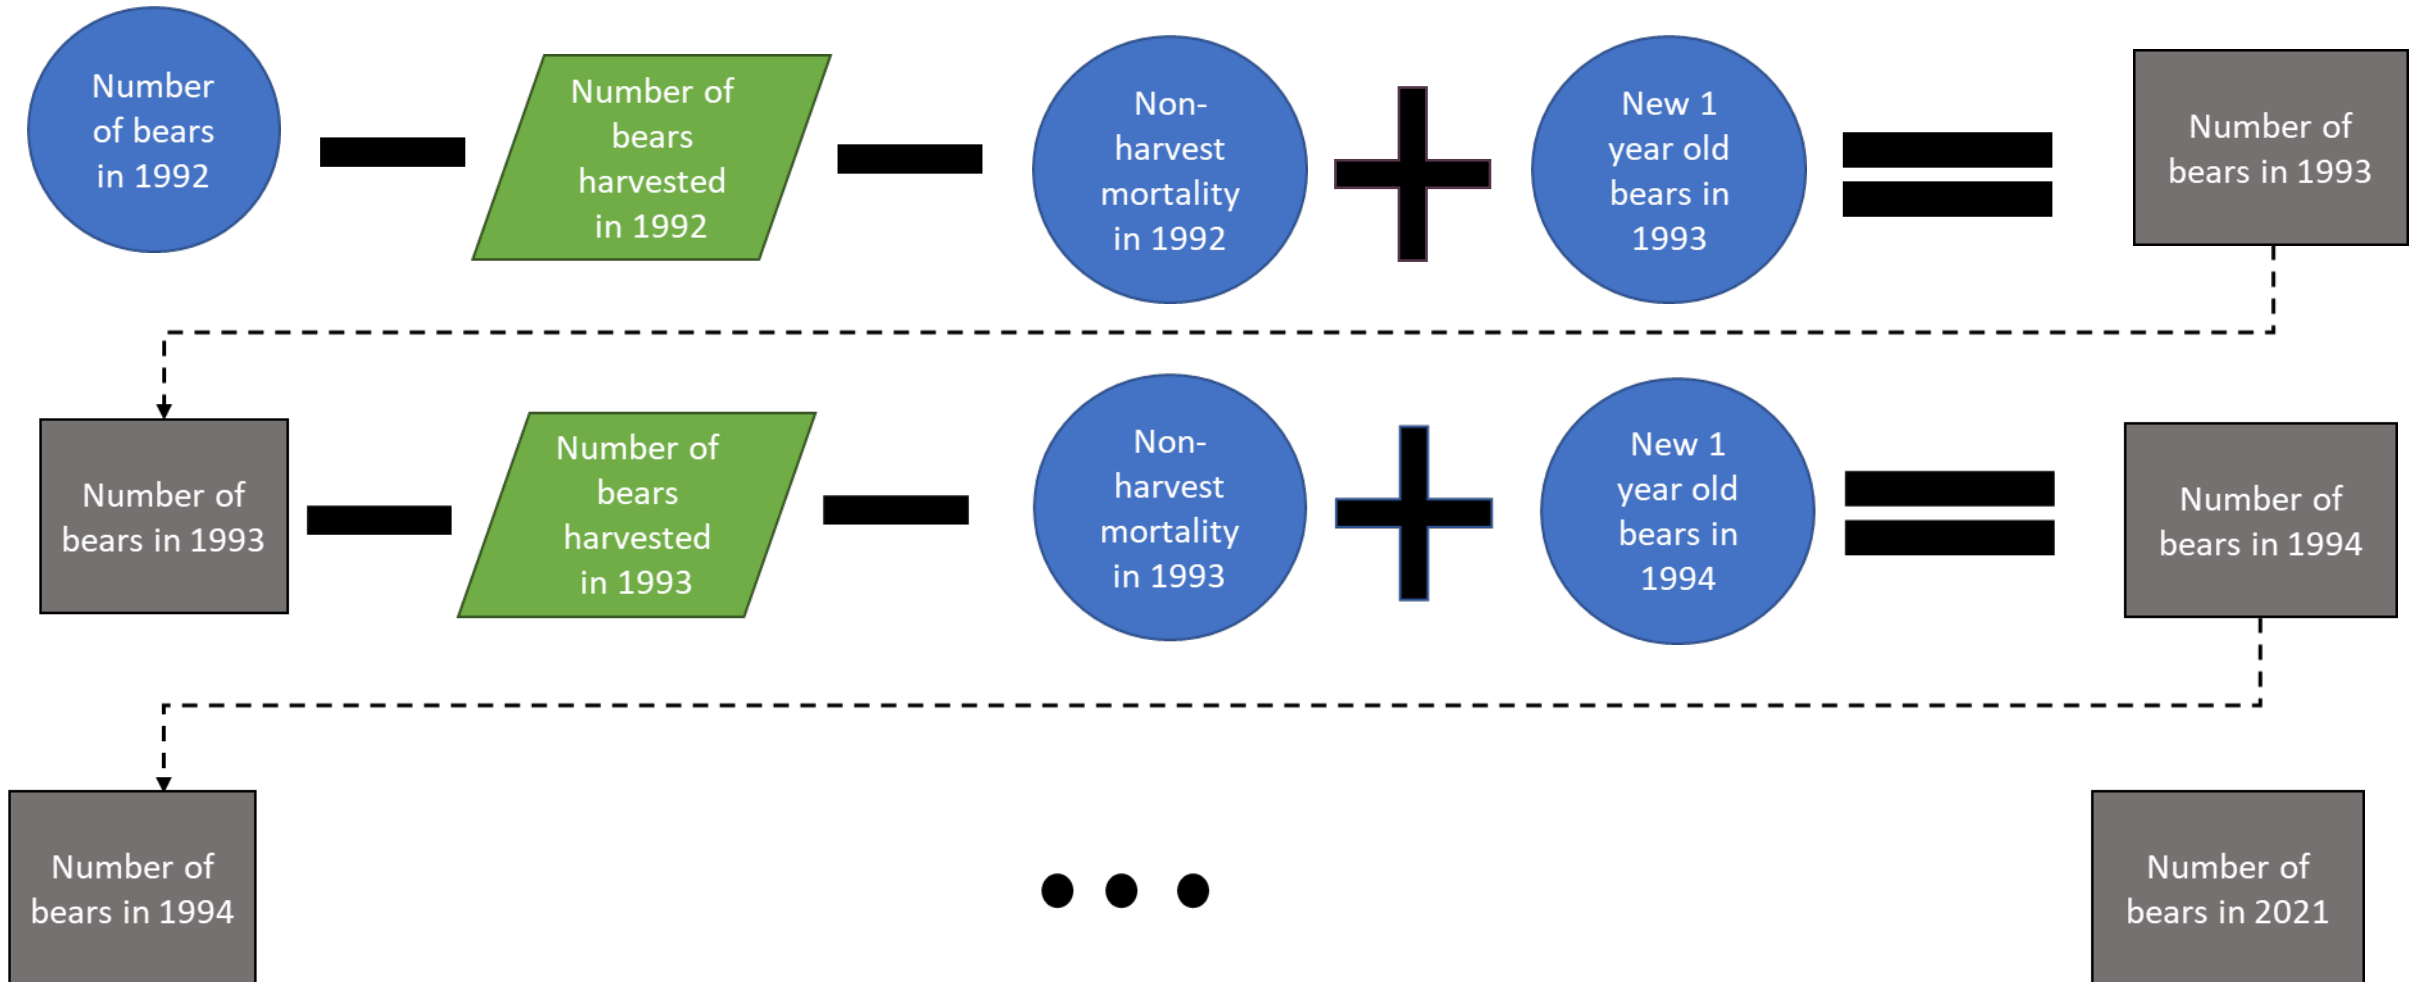 Number
of bears
in 1992
Number of
bears
harvested
in 1992
Non-
harvest
mortality
in 1992
New 1
year old
bears in
1993
Number of
bears in 1993
Number of
bears in 1993
Number of
bears
harvested
in 1993
Non-
harvest
mortality
in 1993
New 1
year old
bears in
1994
Number of
bears in 1994
Number of
bears in 1994
Number of
bears in 2021